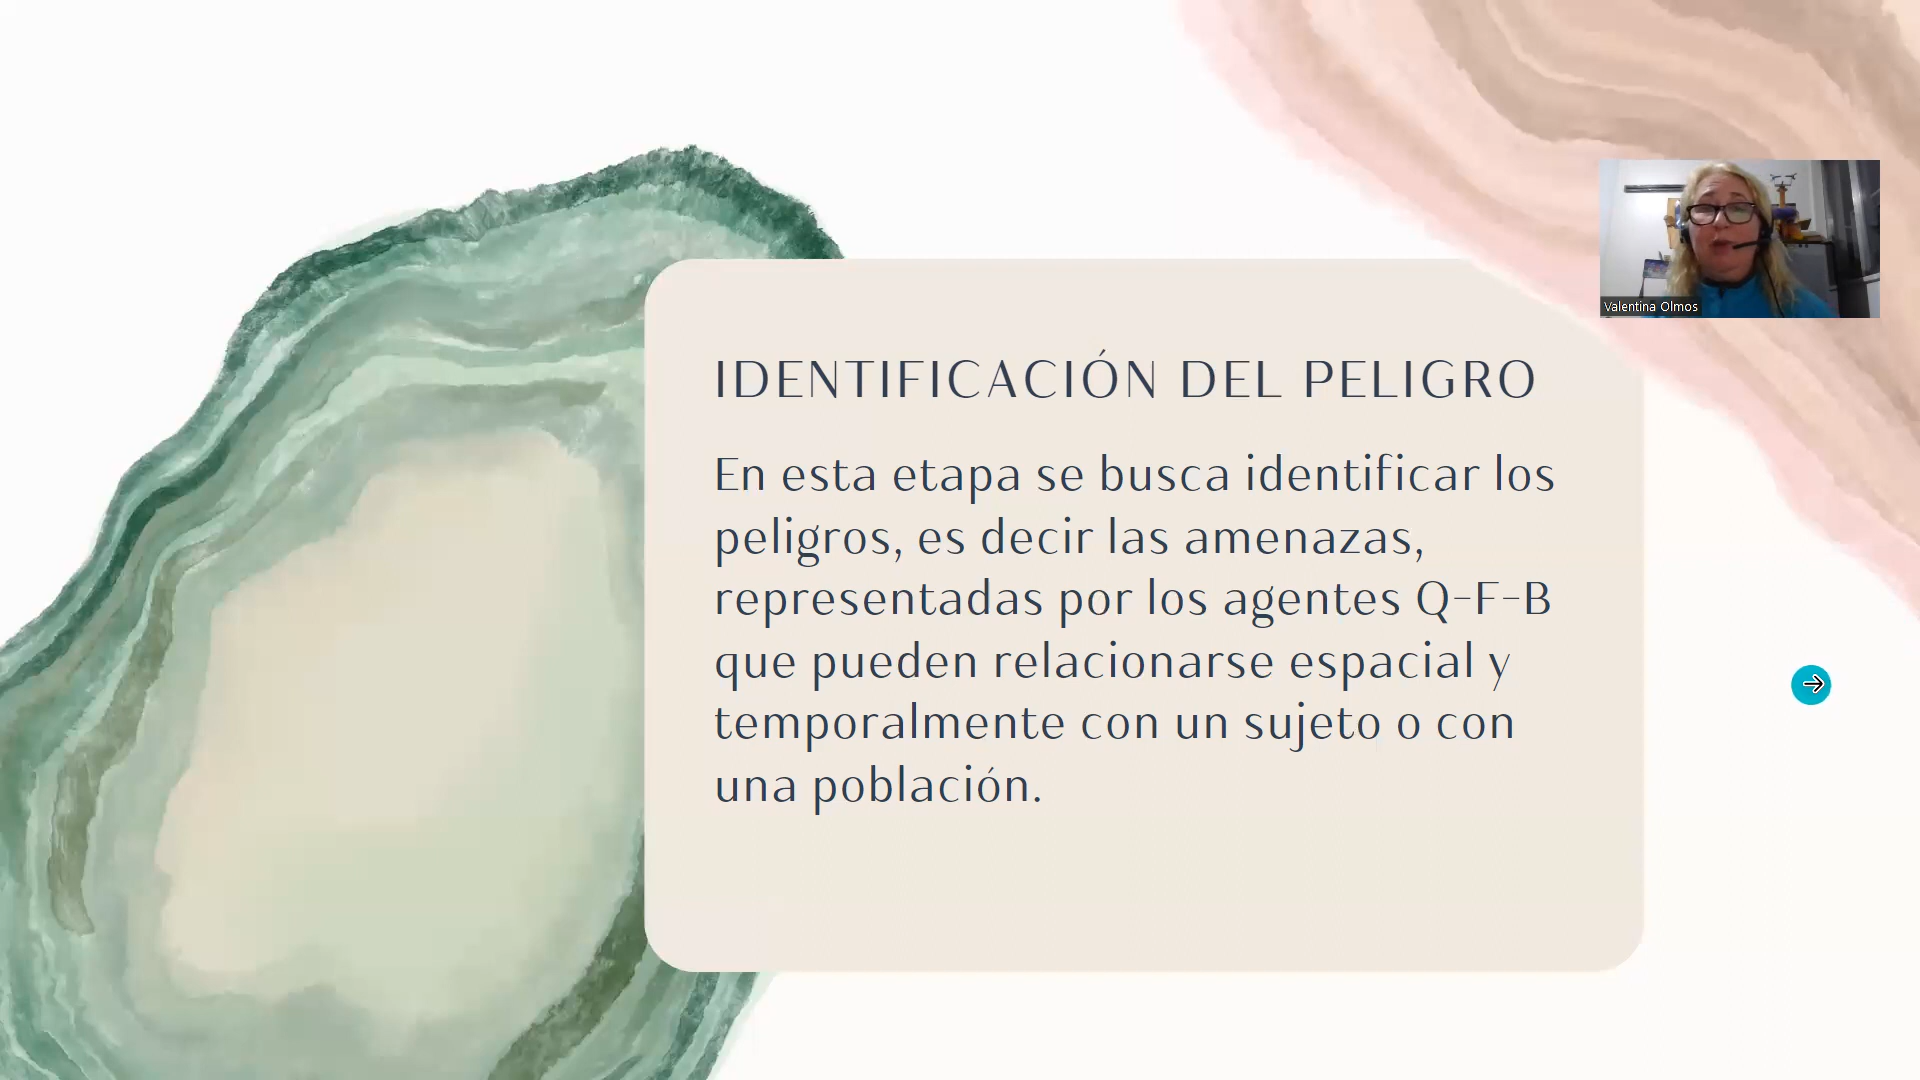 Valentina Olmos
IDENTIFICACIÓN DEL PELIGRO
En esta etapa se busca identificar los
peligros, es decir las amenazas,
representadas por los agentes Q-F-B
que pueden relacionarse espacial y
temporalmente con un sujeto o con
una población.